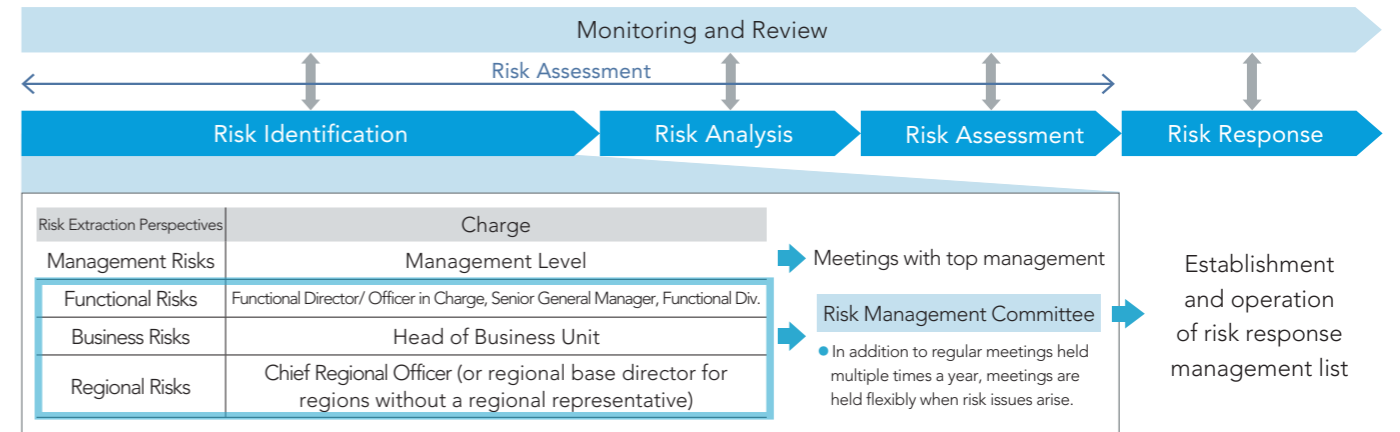 Monitoring and Review
Risk Assessment
Risk Identification
Risk Analysis
Risk Assessment
Risk Response
Risk Extraction Perspectives
Charge
Management Risks
Management Level
Functional Risks
Functional Director/ Officer in Charge, Senior General Manager, Functional Div.
Business Risks
Head of Business Unit
Regional Risks
Chief Regional Officer (or regional base director for
regions without a regional representative)
Meetings with top management
Risk Management Committee
● In addition to regular meetings held
multiple times a year, meetings are
held flexibly when risk issues arise.
Establishment
and operation
of risk response
management list